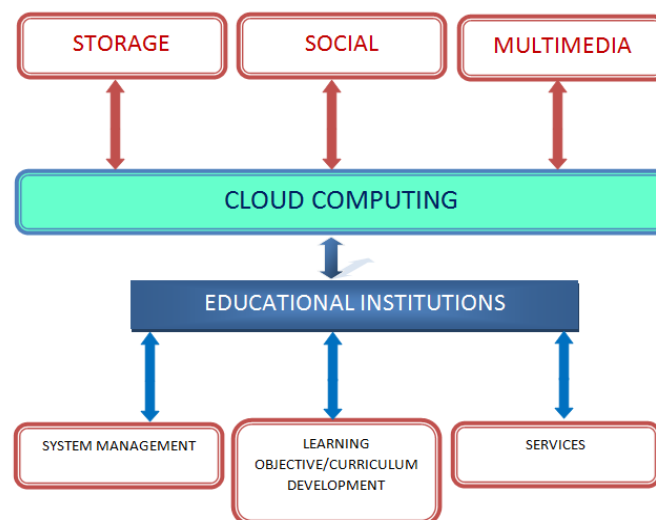 STORAGE
SOCIAL
MULTIMEDIA
CLOUD COMPUTING
EDUCATIONAL INSTITUTIONS
SYSTEM MANAGEMENT
LEARNING
OBJECTIVE/CURRICULUM
DEVELOPMENT
SERVICES